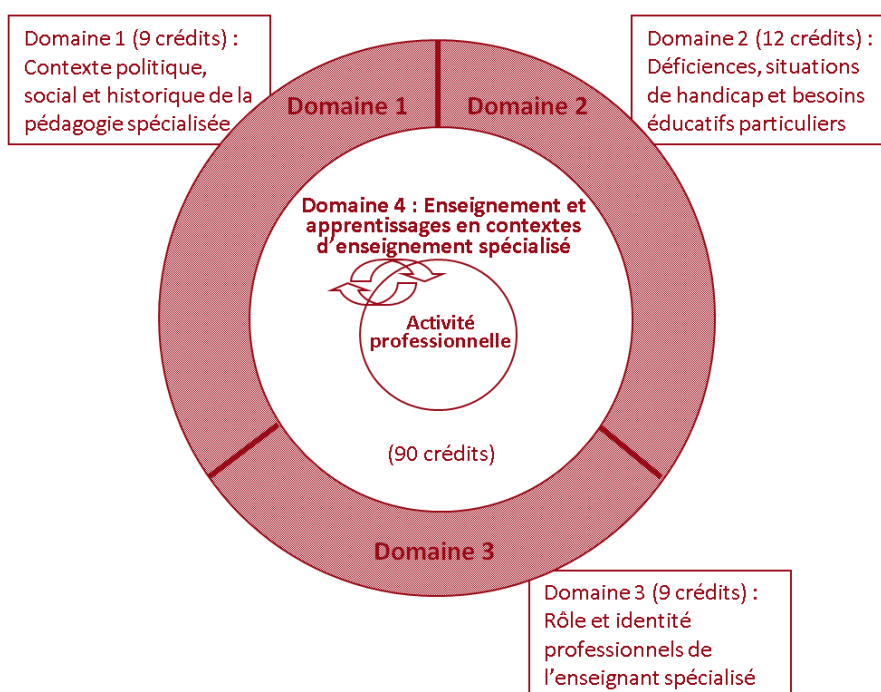 Domaine 1 (9 crédits) :
Contexte politique,
social et historique de la
pédagogie spécialisée
Domaine 2 (12 crédits) :
Déficiences, situations
de handicap et besoins
éducatifs particuliers
Domaine 1
Domaine 2
Domaine 4 : Enseignement et
apprentissages en contextes
d’enseignement spécialisé
Activité
professionnelle
(90 crédits)
Domaine 3
Domaine 3 (9 crédits) :
Rôle et identité
professionnels de
l’enseignant spécialisé